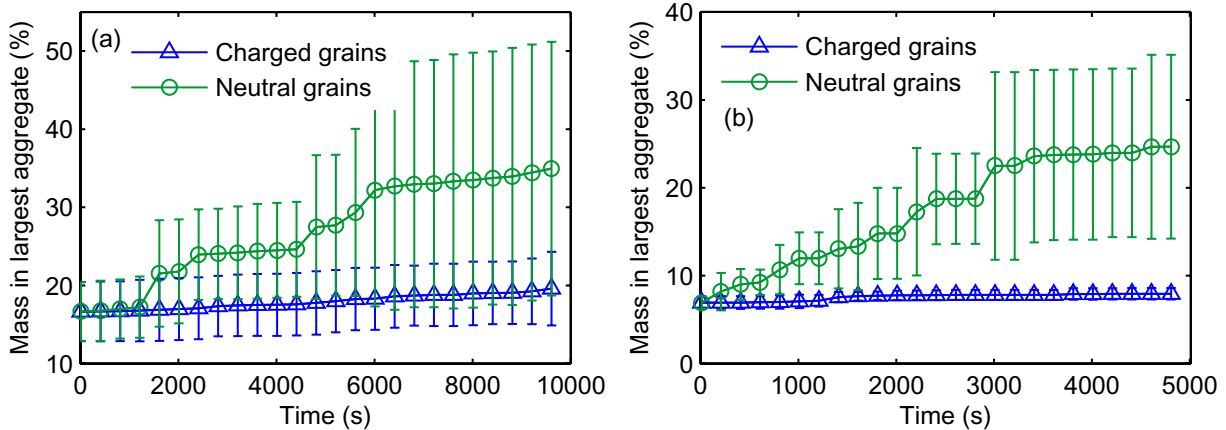 (a)
Charged grains
Neutral grains
Mass in largest aggregate (%)
50
40
30
20
10
0
2000
4000
6000
8000
10000
Time (s)
Charged grains
Neutral grains
(b)
Mass in largest aggregate (%)
40
30
20
10
0
0
1000
2000
3000
4000
5000
Time (s)